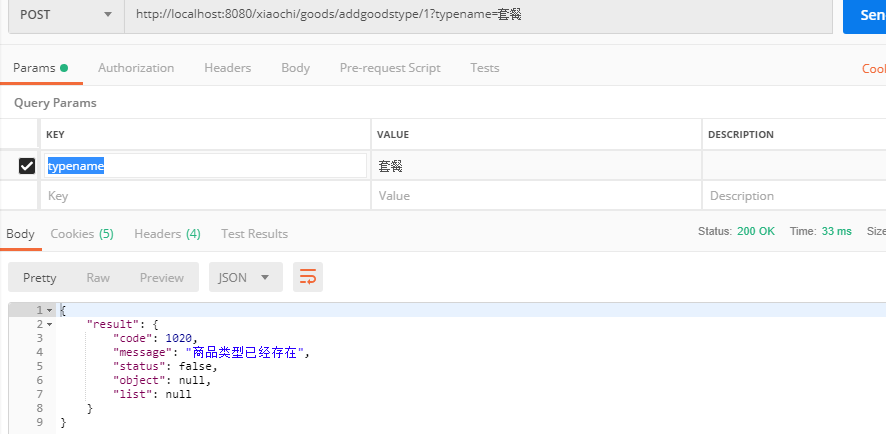 POST http://localhost:8080/xiaochi/goods/addgoodstype/1?typename=套餐 Sen
Params Authorization Headers Body Pre-request Script Tests Cool
Query Params
KEY VALUE DESCRIPTION
typename 套餐
Key Value Description
Body Cookies (5) Headers (4) Test Results Status: 200 OK Time: 33 ms Size
Pretty Raw Preview JSON
1 {
2 "result": {
3 "code": 1020,
4 "message": "商品类型已经存在",
5 "status": false,
6 "object": null,
7 "list": null
8 }
9 }